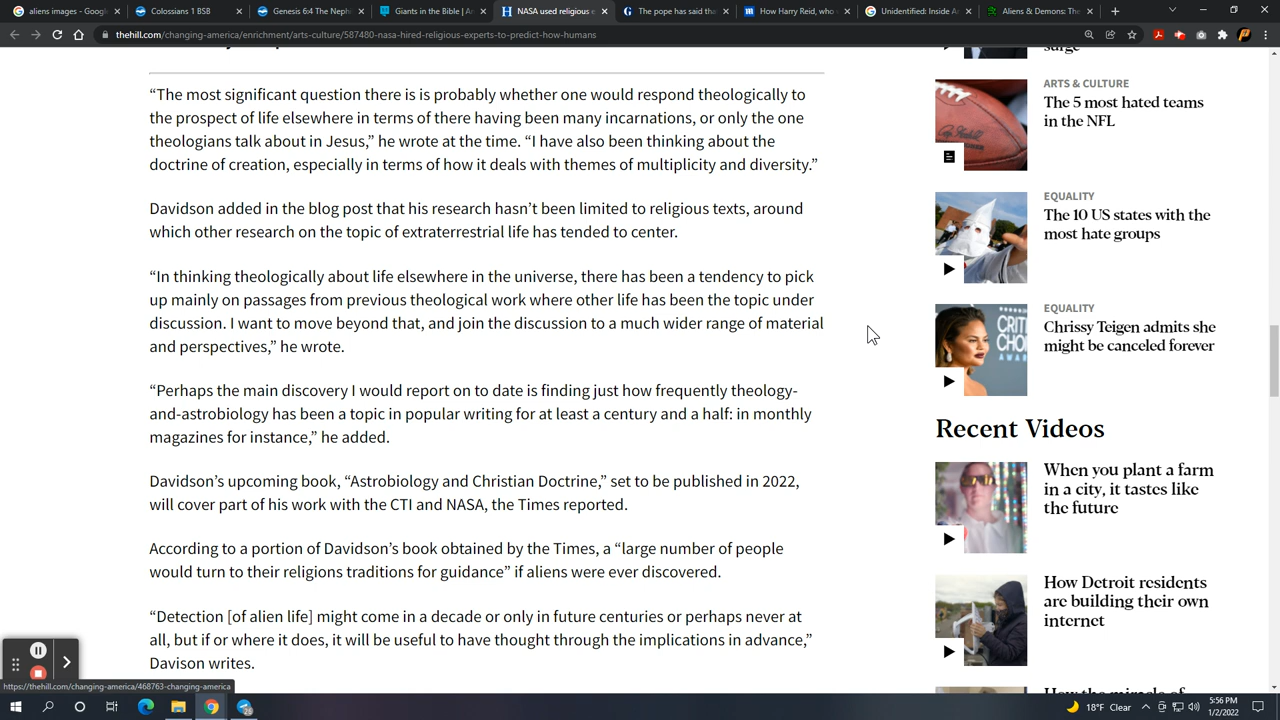 aliens images - Google
Colossians 1 BSB
Genesis 6:4 The Neph
Giants in the Bible | A
NASA used religious e
The pope has said tha
How Harry Reid, who
Unidentified: Inside A
Aliens & Demons: The
thehill.com/changing-america/enrichment/arts-culture/587480-nasa-hired-religious-experts-to-predict-how-humans
“The most significant question there is probably whether one would respond theologically to
the prospect of life elsewhere in terms of there having been many incarnations, or only the one
theologians talk about in Jesus,” he wrote at the time. “I have also been thinking about the
doctrine of creation, especially in terms of how it deals with themes of multiplicity and diversity.”
Davidson added in the blog post that his research hasn’t been limited to religious texts, around
which other research on the topic of extraterrestrial life has tended to center.
“In thinking theologically about life elsewhere in the universe, there has been a tendency to pick
up mainly on passages from previous theological work where other life has been the topic under
discussion. I want to move beyond that, and join the discussion to a much wider range of material
and perspectives,” he wrote.
“Perhaps the main discovery I would report on to date is finding just how frequently theology-
and-astrobiology has been a topic in popular writing for at least a century and a half: in monthly
magazines for instance,” he added.
Davidson’s upcoming book, “Astrobiology and Christian Doctrine,” set to be published in 2022,
will cover part of his work with the CTI and NASA, the Times reported.
According to a portion of Davidson’s book obtained by the Times, a “large number of people
would turn to their religions traditions for guidance” if aliens were ever discovered.
“Detection [of alien life] might come in a decade or only in future centuries or perhaps never at
all, but if or where it does, it will be useful to have thought through the implications in advance,”
Davison writes.
surge
ARTS & CULTURE
The 5 most hated teams
in the NFL
EQUALITY
The 10 US states with the
most hate groups
EQUALITY
Chrissy Teigen admits she
might be canceled forever
Recent Videos
When you plant a farm
in a city, it tastes like
the future
How Detroit residents
are building their own
internet
How the miracle of
https://thehill.com/changing-america/468763-changing-america
18°F Clear
5:56 PM
1/2/2022